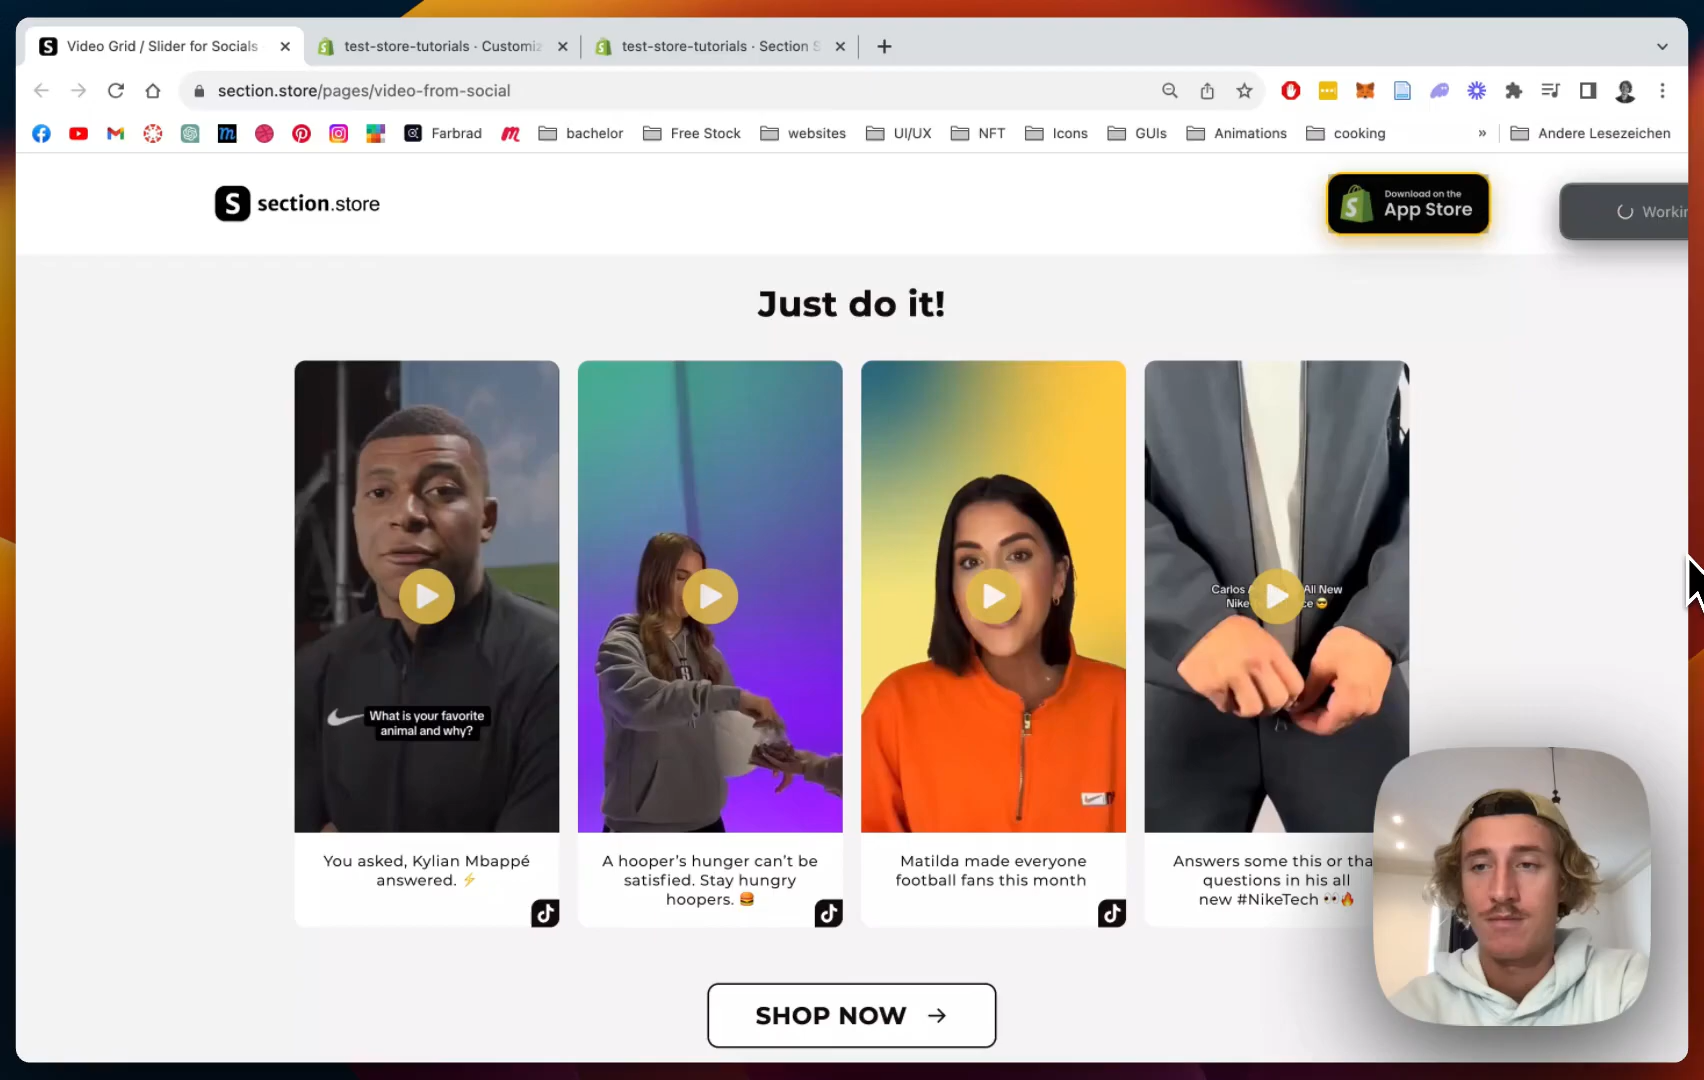 Video Grid / Slider for Socials
test-store-tutorials · Customiz
test-store-tutorials · Section S
section.store/pages/video-from-social
Farbrad
bachelor
Free Stock
websites
UI/UX
NFT
Icons
GUIs
Animations
cooking
»
Andere Lesezeichen
S section.store
Download on the
App Store
Workin
Just do it!
What is your favorite
animal and why?
Carlos A All New
Nike ce 😎
You asked, Kylian Mbappé
answered. ⚡
A hooper's hunger can't be
satisfied. Stay hungry
hoopers. 🍔
Matilda made everyone
football fans this month
Answers some this or tha
questions in his all
new #NikeTech 👀🔥
SHOP NOW →